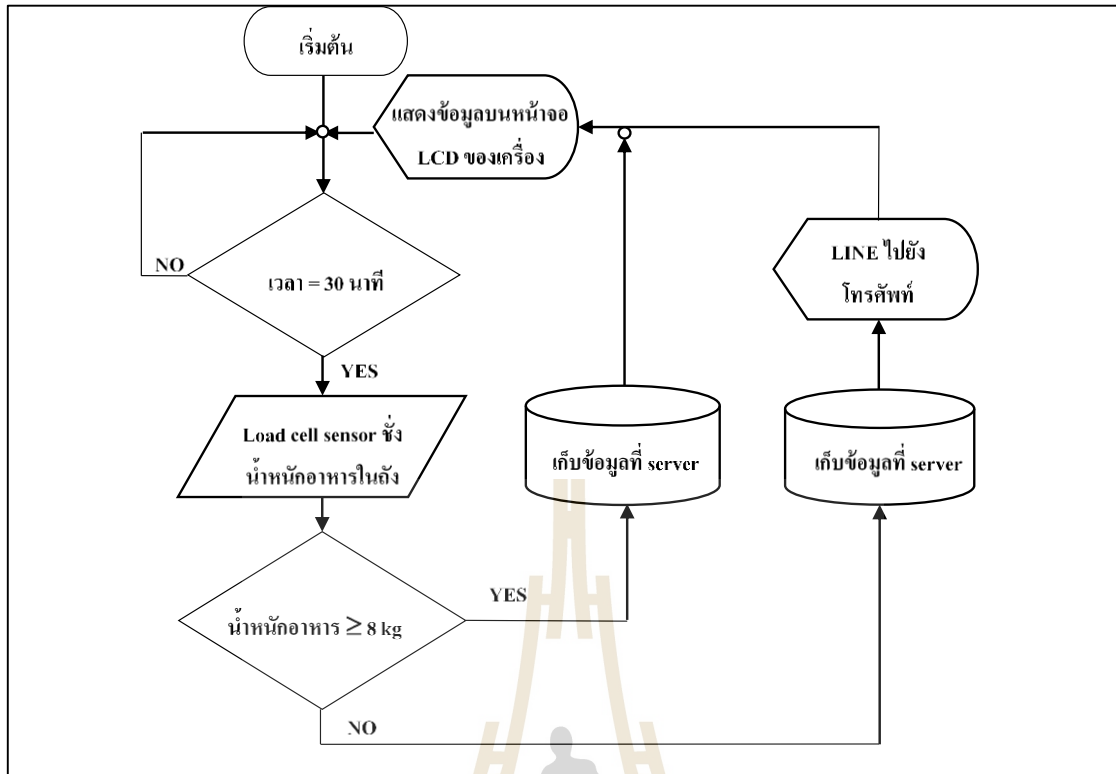 เริ่มต้น
แสดงข้อมูลบนหน้าจอ
LCD ของเครื่อง
NO
เวลา = 30 นาที
LINE ไปยัง
โทรศัพท์
YES
Load cell sensor ชั่ง
น้ำหนักอาหารในถัง
เก็บข้อมูลที่ server
เก็บข้อมูลที่ server
YES
น้ำหนักอาหาร ≥ 8 kg
NO